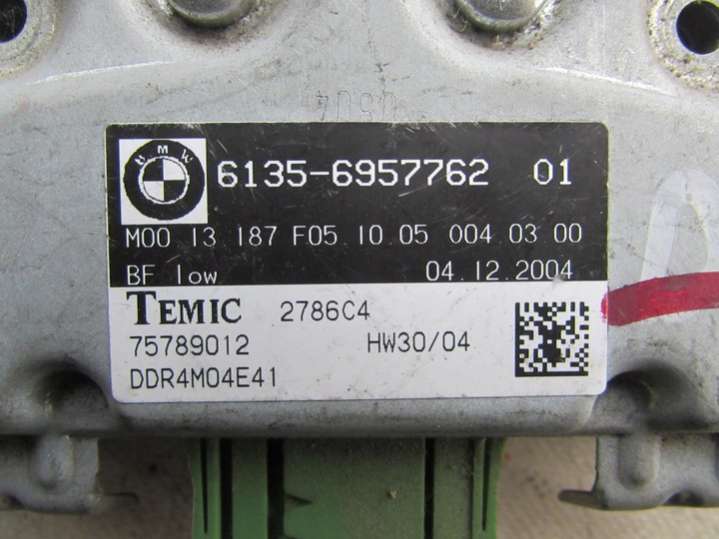 BMW
6135-6957762 01
M00 13 187 F05 10 05 004 03 00
BF low 04.12.2004
TEMIC 2786C4
75789012 HW30/04
DDR4M04E41